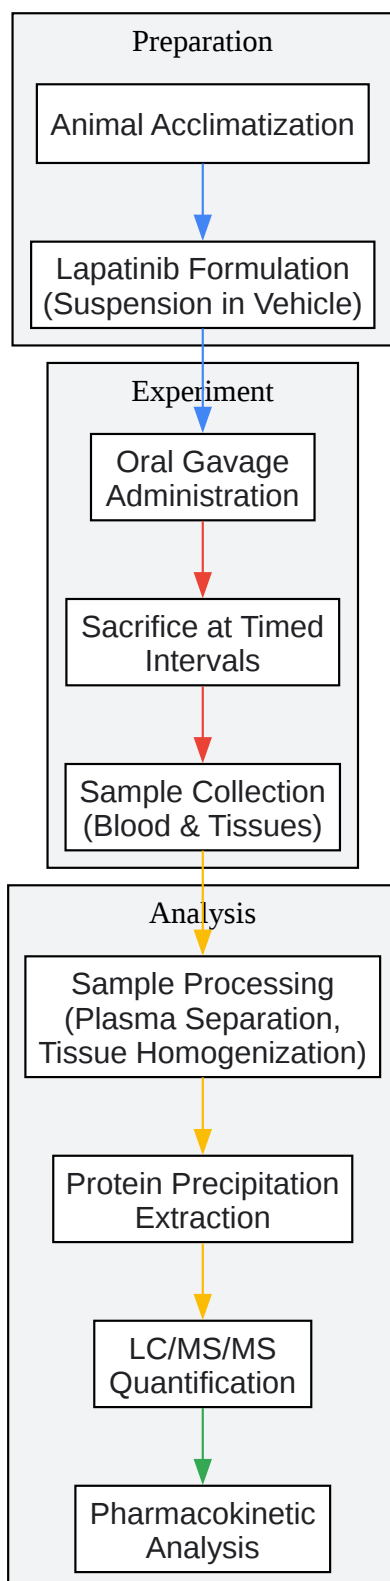 Preparation
Animal Acclimatization
Lapatinib Formulation
(Suspension in Vehicle)
Experiment
Oral Gavage
Administration
Sacrifice at Timed
Intervals
Sample Collection
(Blood & Tissues)
Analysis
Sample Processing
(Plasma Separation,
Tissue Homogenization)
Protein Precipitation
Extraction
LC/MS/MS
Quantification
Pharmacokinetic
Analysis